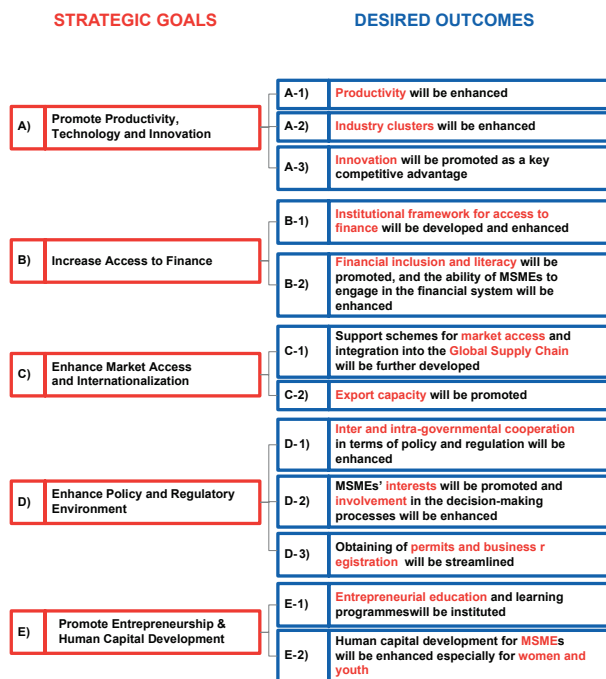 STRATEGIC GOALS
DESIRED OUTCOMES
A)
Promote Productivity,
Technology and Innovation
A-1)
Productivity will be enhanced
A-2)
Industry clusters will be enhanced
A-3)
Innovation will be promoted as a key
competitive advantage
B)
Increase Access to Finance
B-1)
Institutional framework for access to
finance will be developed and enhanced
B-2)
Financial inclusion and literacy will be
promoted, and the ability of MSMEs to
engage in the financial system will be
enhanced
C)
Enhance Market Access
and Internationalization
C-1)
Support schemes for market access and
integration into the Global Supply Chain
will be further developed
C-2)
Export capacity will be promoted
D)
Enhance Policy and Regulatory
Environment
D-1)
Inter and intra-governmental cooperation
in terms of policy and regulation will be
enhanced
D-2)
MSMEs' interests will be promoted and
involvement in the decision-making
processes will be enhanced
D-3)
Obtaining of permits and business r
egistration will be streamlined
E)
Promote Entrepreneurship &
Human Capital Development
E-1)
Entrepreneurial education and learning
programmeswill be instituted
E-2)
Human capital development for MSMEs
will be enhanced especially for women and
youth